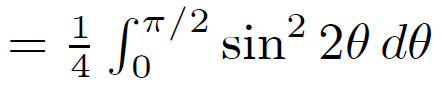 = 1/4 ∫₀^{π/2} sin² 2θ dθ